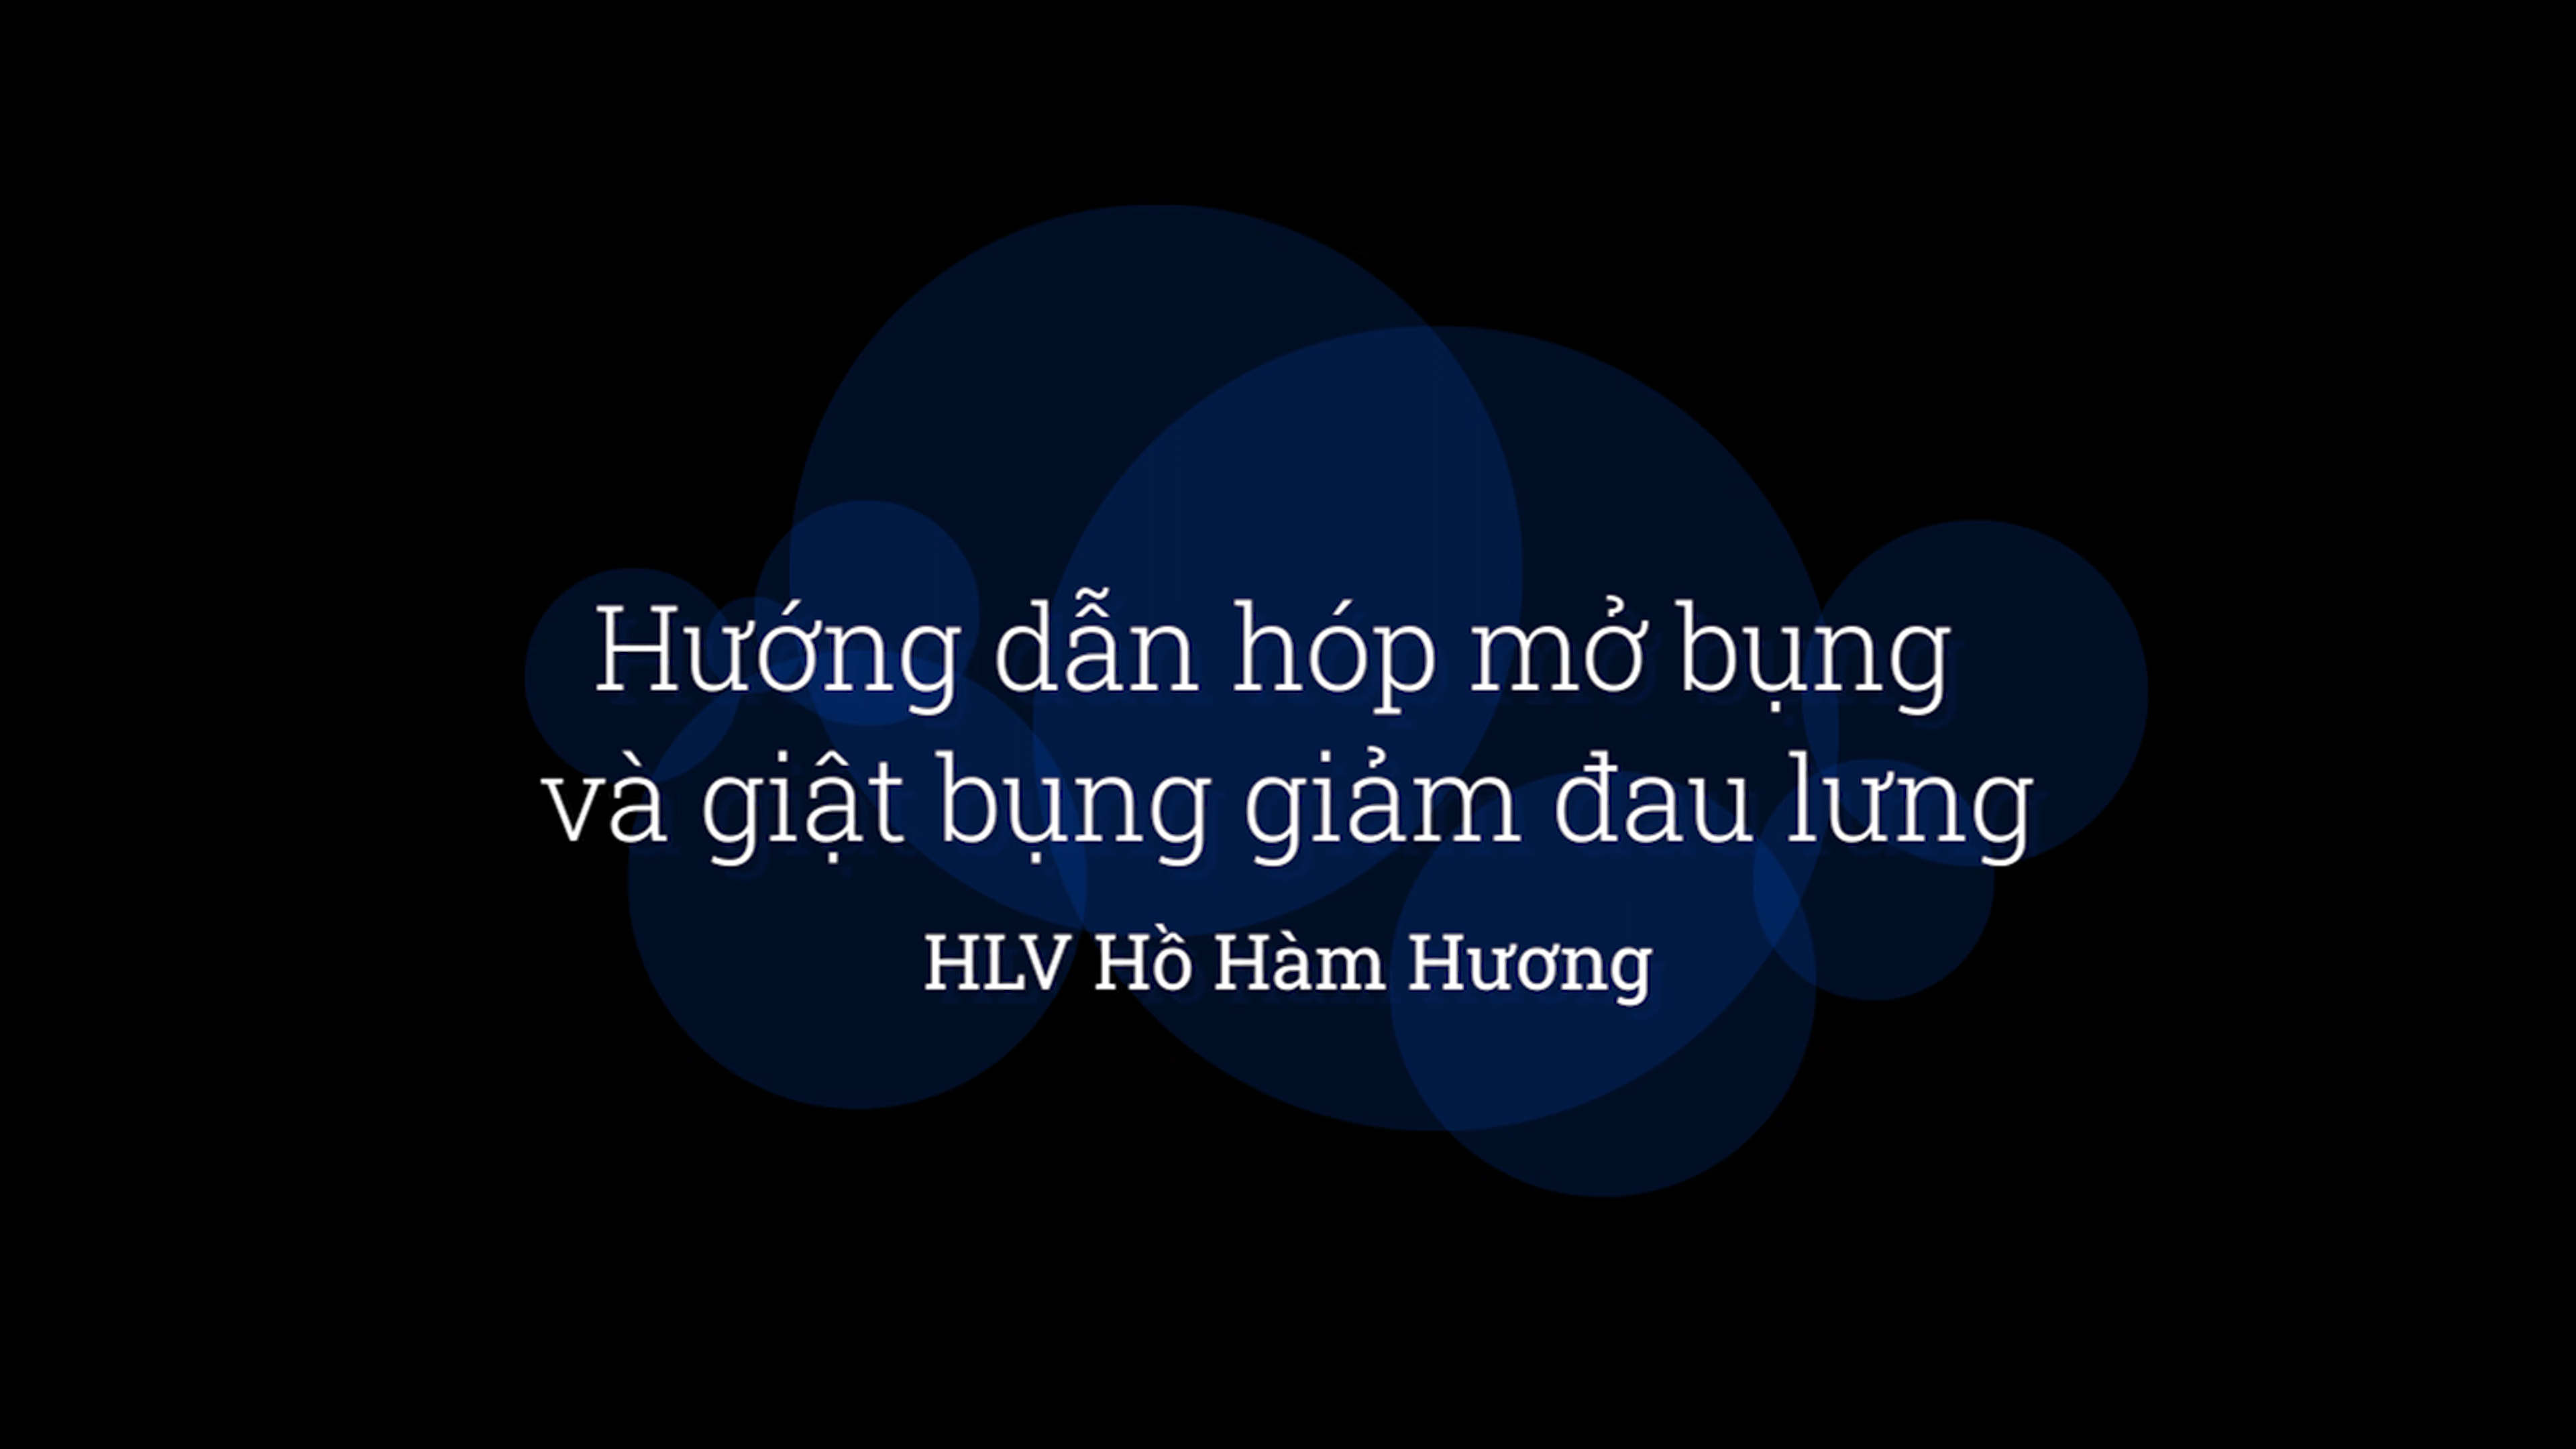 Hướng dẫn hóp mở bụng
và giật bụng giảm đau lưng
HLV Hồ Hàm Hương